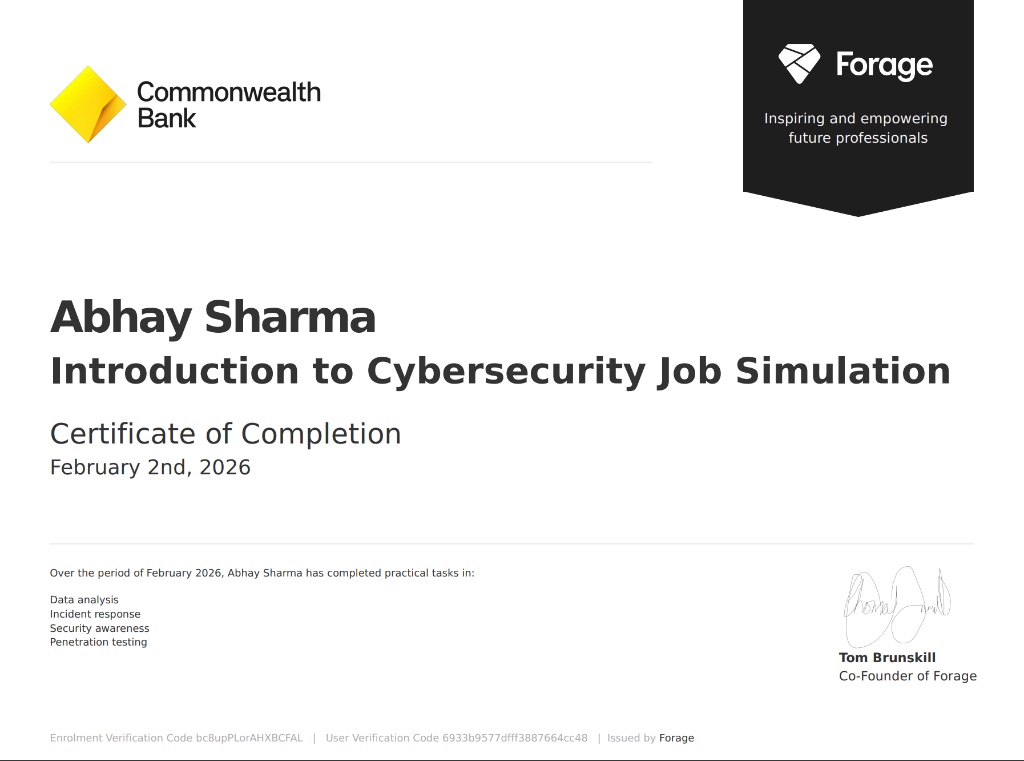 Commonwealth
Bank
Forage
Inspiring and empowering
future professionals
Abhay Sharma
Introduction to Cybersecurity Job Simulation
Certificate of Completion
February 2nd, 2026
Over the period of February 2026, Abhay Sharma has completed practical tasks in:
Data analysis
Incident response
Security awareness
Penetration testing
Tom Brunskill
Co-Founder of Forage
Enrolment Verification Code bc8upPLorAHXBCFAL | User Verification Code 6933b9577dfff3887664cc48 | Issued by Forage